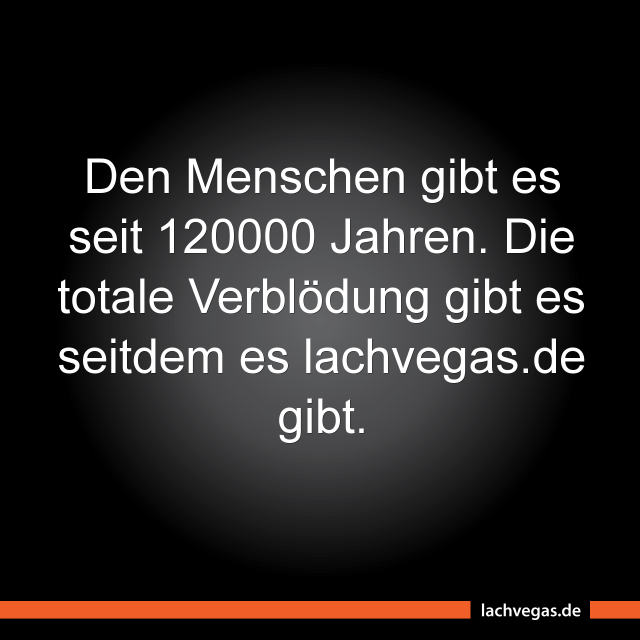 Den Menschen gibt es
seit 120000 Jahren. Die
totale Verblödung gibt es
seitdem es lachvegas.de
gibt.
lachvegas.de